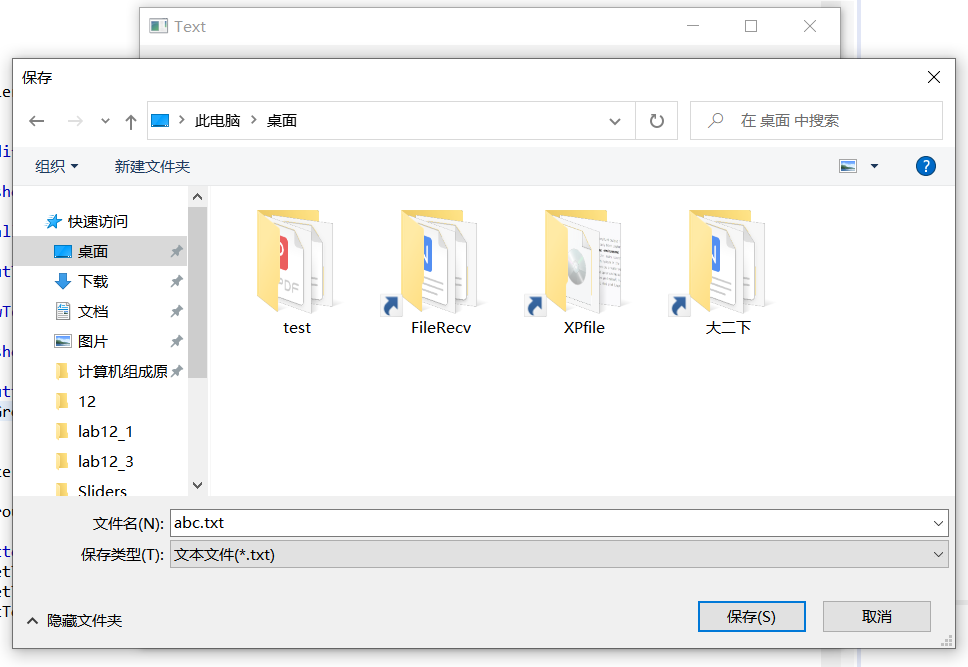 Text
保存
此电脑 > 桌面
在 桌面 中搜索
组织
新建文件夹
?
快速访问
桌面
下载
文档
图片
计算机组成原
12
lab12_1
lab12_3
Sliders
test
FileRecv
XPfile
大二下
文件名(N):
abc.txt
保存类型(T):
文本文件(*.txt)
隐藏文件夹
保存(S)
取消